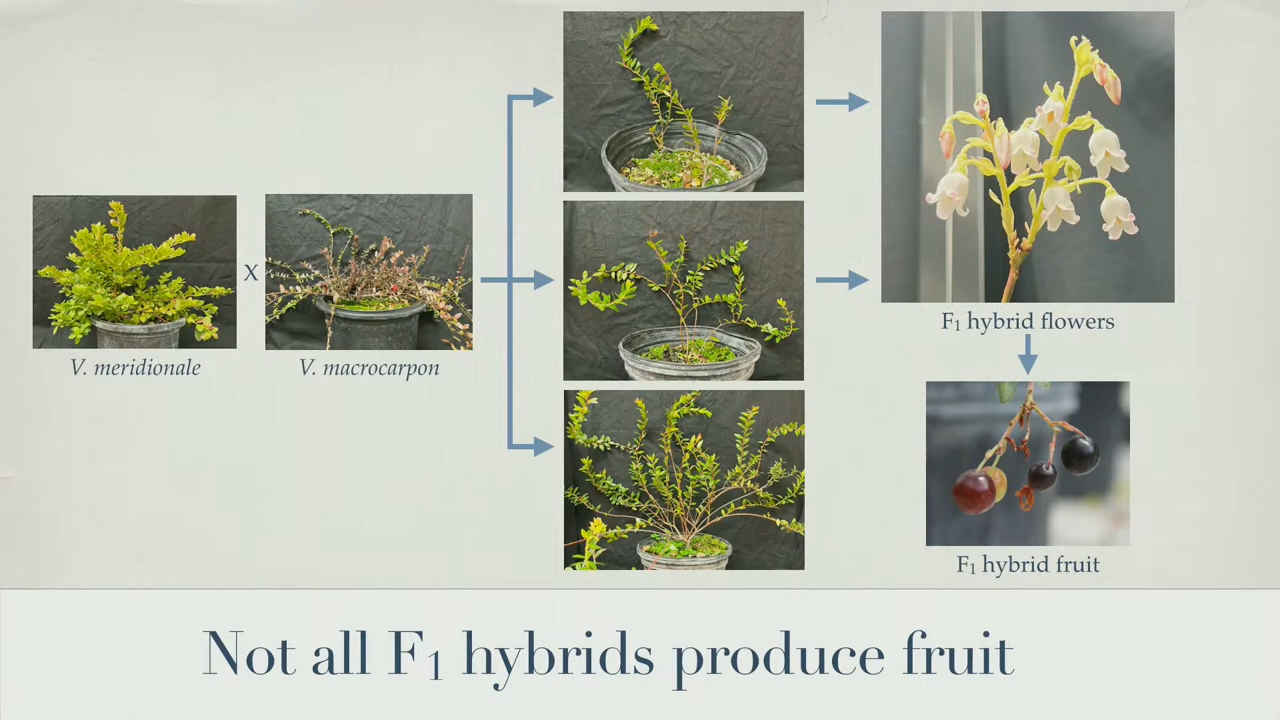 X
V. meridionale
V. macrocarpon
F₁ hybrid flowers
F₁ hybrid fruit
Not all F₁ hybrids produce fruit